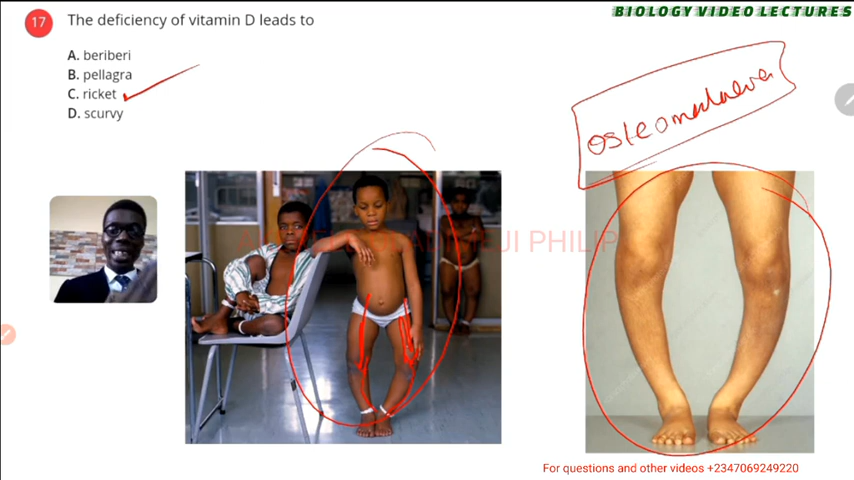 BIOLOGY VIDEO LECTURES
17 The deficiency of vitamin D leads to
A. beriberi
B. pellagra
C. ricket
D. scurvy
PHILIP
For questions and other videos +2347069249220